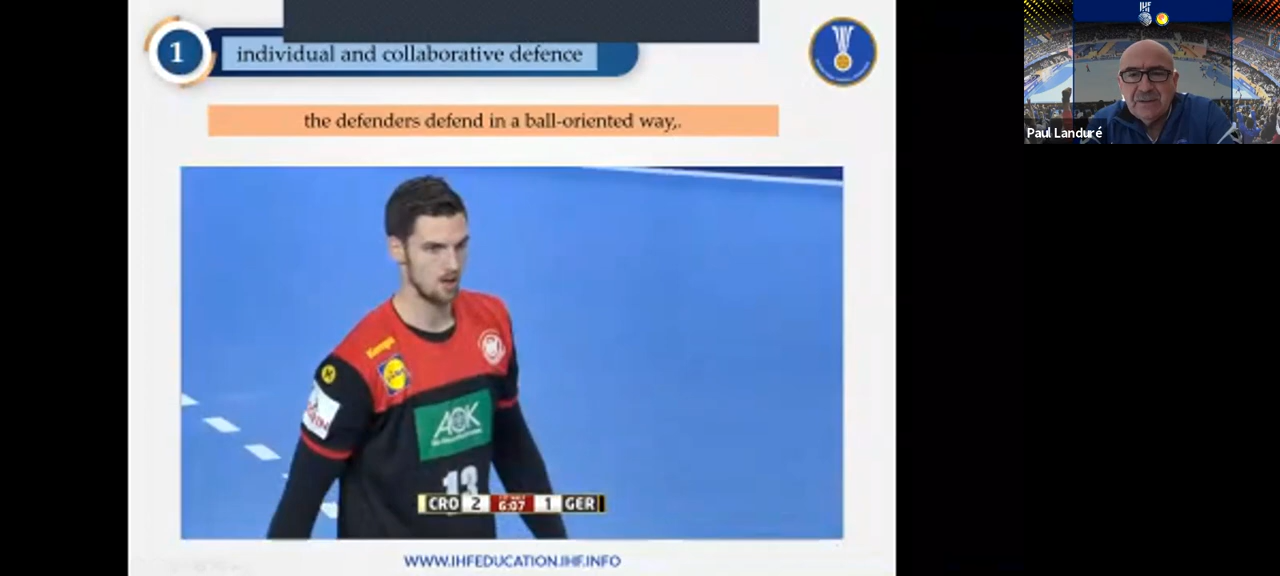 1
individual and collaborative defence
the defenders defend in a ball-oriented way,.
Kempa
AOK
13
CRO 2 6:07 1 GER
WWW.IHFEDUCATION.IHF.INFO
IHF
Paul Landuré